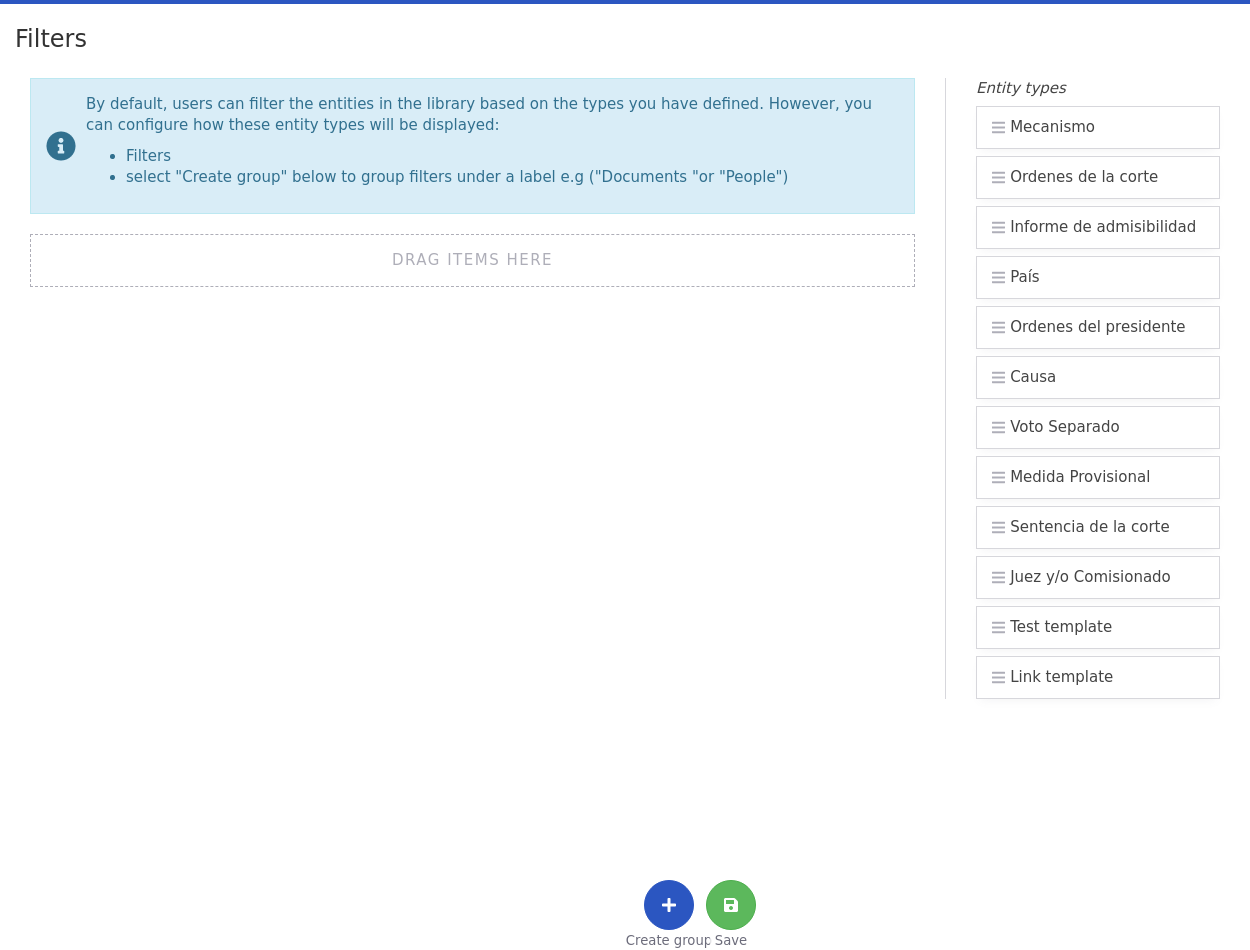 Filters
By default, users can filter the entities in the library based on the types you have defined. However, you
can configure how these entity types will be displayed:
Filters
select "Create group" below to group filters under a label e.g ("Documents "or "People")
DRAG ITEMS HERE
Entity types
Mecanismo
Ordenes de la corte
Informe de admisibilidad
País
Ordenes del presidente
Causa
Voto Separado
Medida Provisional
Sentencia de la corte
Juez y/o Comisionado
Test template
Link template
Create group Save